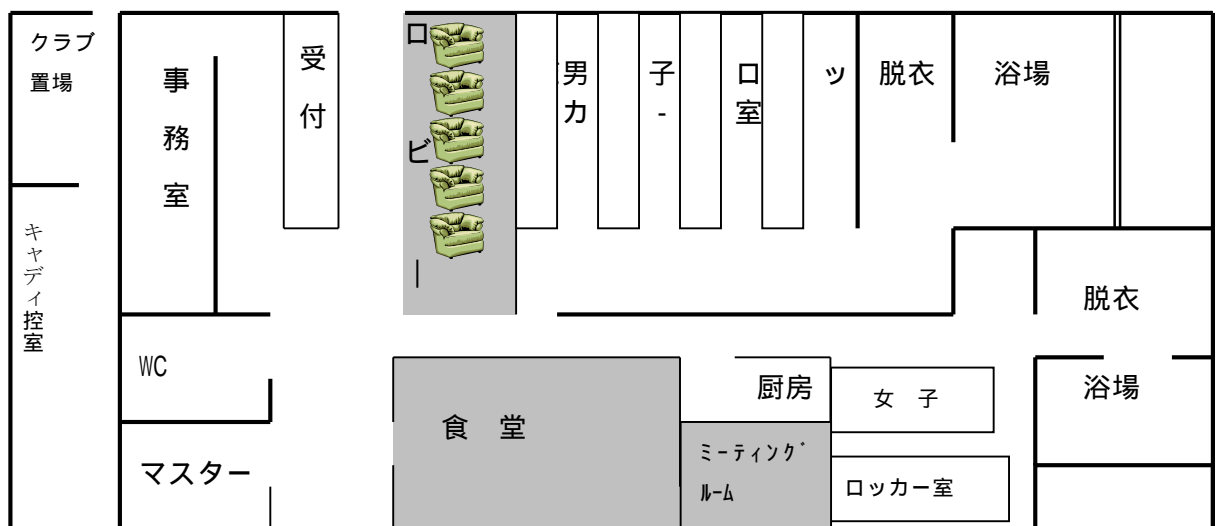 クラブ
置場
キャディ控室
事務室
受付
ロビー
男子ロッ
カー室
脱衣
浴場
脱衣
浴場
WC
マスター
食堂
厨房
ミーティング
ルーム
女子
ロッカー室